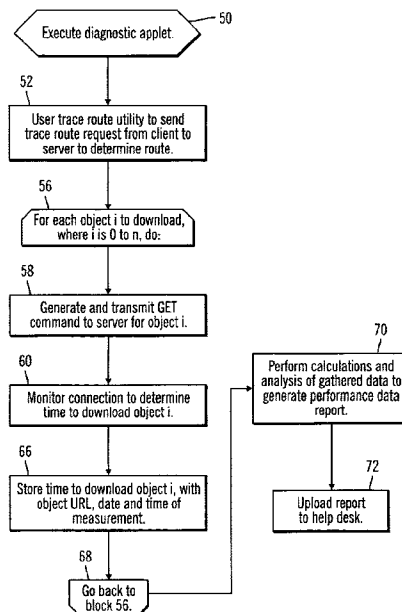 Execute diagnostic applet.
50
52
User trace route utility to send
trace route request from client to
server to determine route.
56
For each object i to download,
where i is 0 to n, do:
58
Generate and transmit GET
command to server for object i.
60
Monitor connection to determine
time to download object i.
66
Store time to download object i, with
object URL, date and time of
measurement.
68
Go back to
block 56.
70
Perform calculations and
analysis of gathered data to
generate performance data
report.
72
Upload report
to help desk.